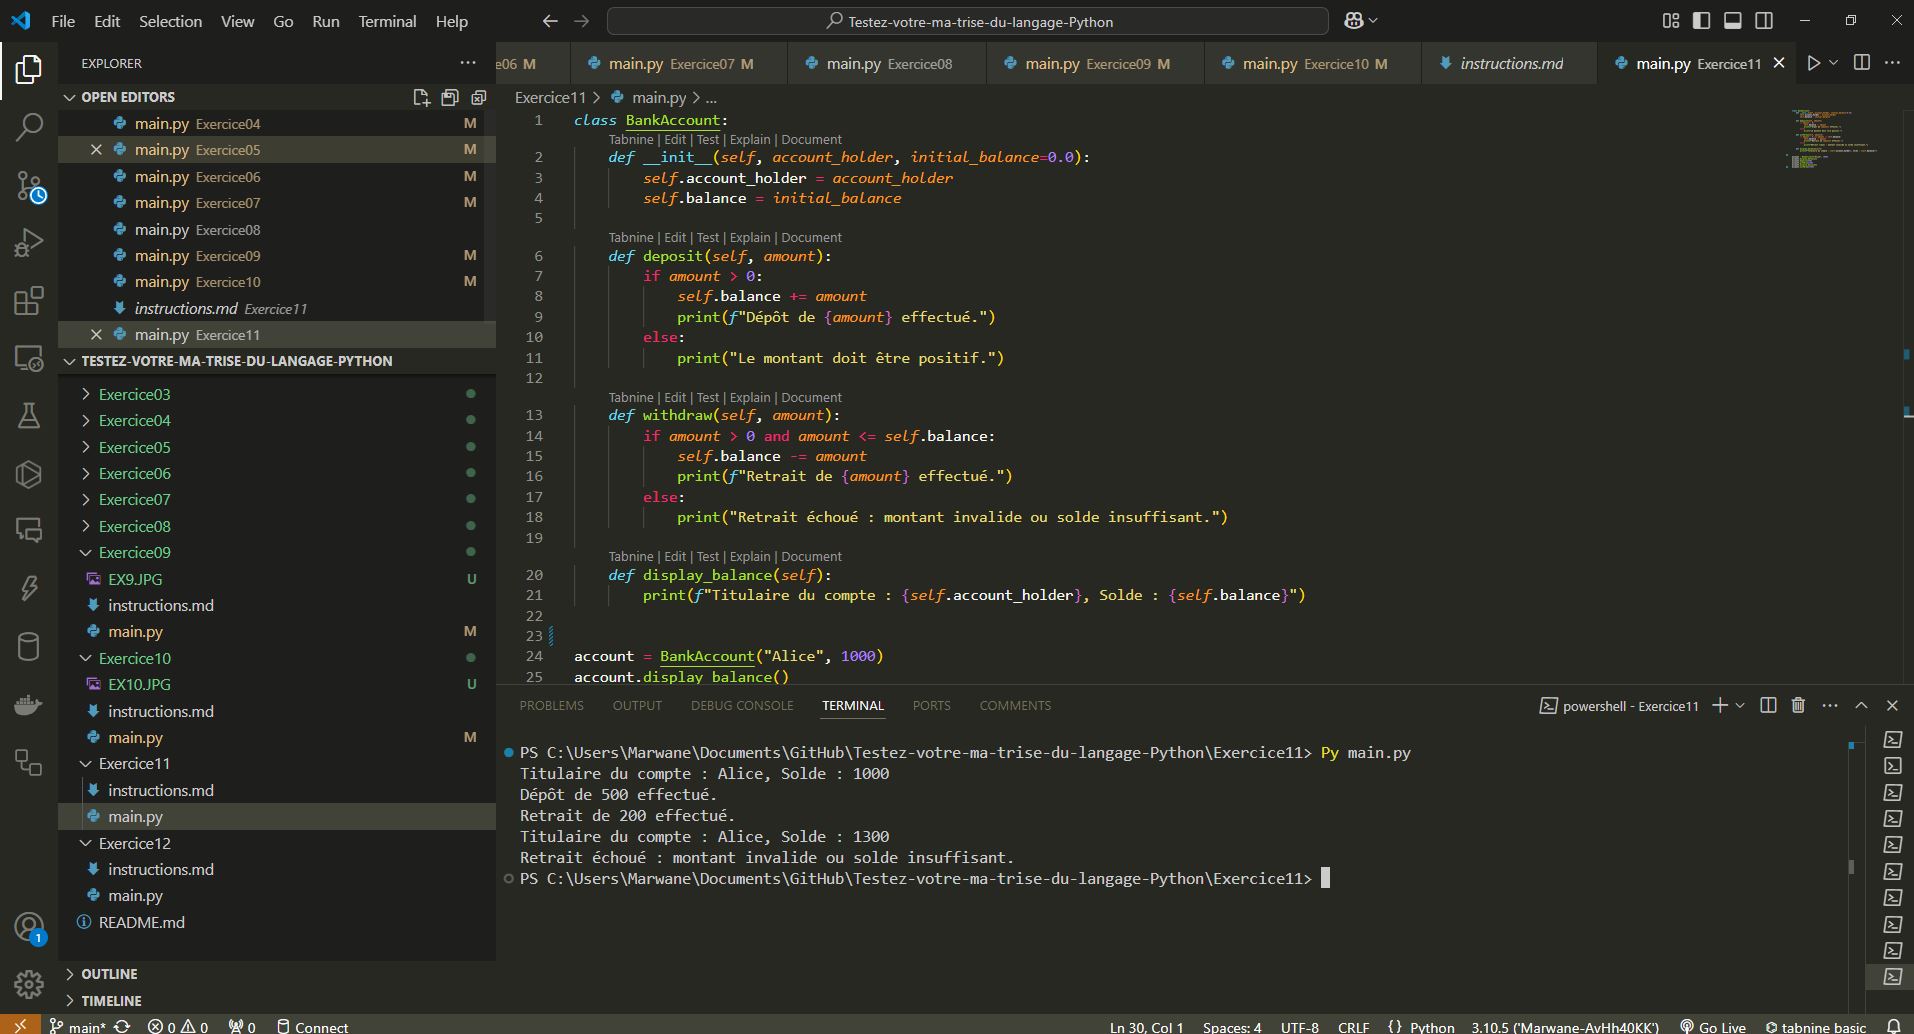 File Edit Selection View Go Run Terminal Help
Testez-votre-ma-trise-du-langage-Python
EXPLORER
OPEN EDITORS
main.py Exercice04 M
main.py Exercice05 M
main.py Exercice06 M
main.py Exercice07 M
main.py Exercice08
main.py Exercice09 M
main.py Exercice10 M
instructions.md Exercice11
main.py Exercice11
TESTEZ-VOTRE-MA-TRISE-DU-LANGAGE-PYTHON
Exercice03
Exercice04
Exercice05
Exercice06
Exercice07
Exercice08
Exercice09
EX9.JPG U
instructions.md
main.py M
Exercice10
EX10.JPG U
instructions.md
main.py M
Exercice11
instructions.md
main.py
Exercice12
instructions.md
main.py
README.md
OUTLINE
TIMELINE
e06 M main.py Exercice07 M main.py Exercice08 main.py Exercice09 M main.py Exercice10 M instructions.md main.py Exercice11
Exercice11 > main.py > ...
1 class BankAccount:
Tabnine | Edit | Test | Explain | Document
2 def __init__(self, account_holder, initial_balance=0.0):
3 self.account_holder = account_holder
4 self.balance = initial_balance
5
Tabnine | Edit | Test | Explain | Document
6 def deposit(self, amount):
7 if amount > 0:
8 self.balance += amount
9 print(f"Dépôt de {amount} effectué.")
10 else:
11 print("Le montant doit être positif.")
12
Tabnine | Edit | Test | Explain | Document
13 def withdraw(self, amount):
14 if amount > 0 and amount <= self.balance:
15 self.balance -= amount
16 print(f"Retrait de {amount} effectué.")
17 else:
18 print("Retrait échoué : montant invalide ou solde insuffisant.")
19
Tabnine | Edit | Test | Explain | Document
20 def display_balance(self):
21 print(f"Titulaire du compte : {self.account_holder}, Solde : {self.balance}")
22
23
24 account = BankAccount("Alice", 1000)
25 account.display_balance()
PROBLEMS OUTPUT DEBUG CONSOLE TERMINAL PORTS COMMENTS
powershell - Exercice11
PS C:\Users\Marwane\Documents\GitHub\Testez-votre-ma-trise-du-langage-Python\Exercice11> Py main.py
Titulaire du compte : Alice, Solde : 1000
Dépôt de 500 effectué.
Retrait de 200 effectué.
Titulaire du compte : Alice, Solde : 1300
Retrait échoué : montant invalide ou solde insuffisant.
PS C:\Users\Marwane\Documents\GitHub\Testez-votre-ma-trise-du-langage-Python\Exercice11>
1
main* 0 0 0 Connect
Ln 30, Col 1 Spaces: 4 UTF-8 CRLF {} Python 3.10.5 ('Marwane-AvHh40KK') Go Live tabnine basic